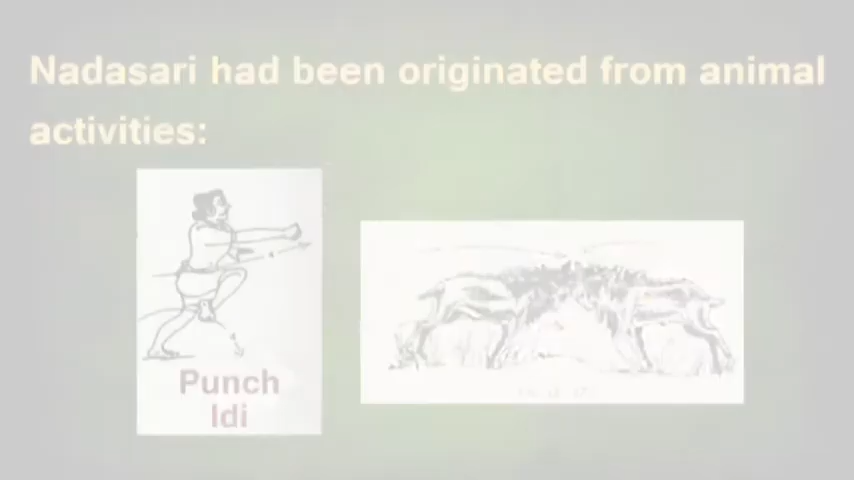 Nadasari had been originated from animal
activities:
Punch
Idi